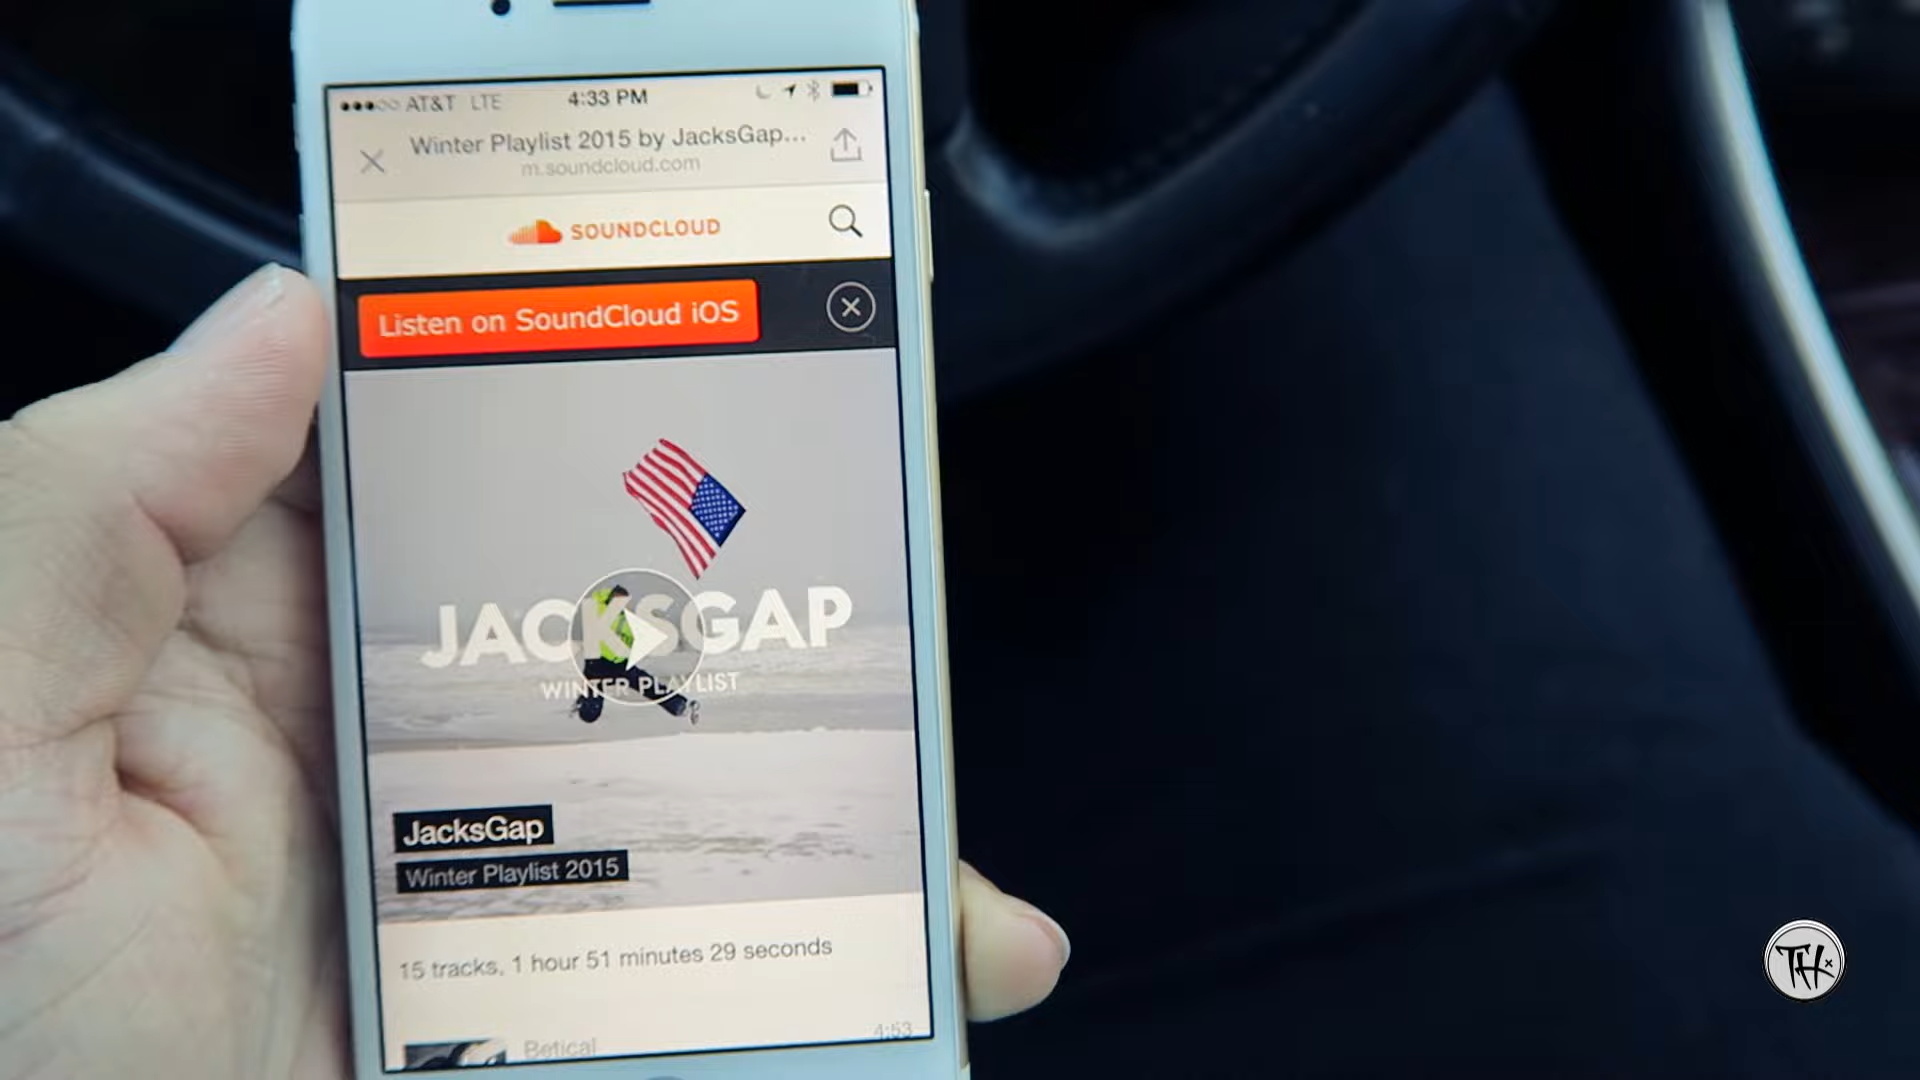 AT&T LTE 4:33 PM
Winter Playlist 2015 by JacksGap...
m.soundcloud.com
SOUNDCLOUD
Listen on SoundCloud iOS
JACKSGAP
WINTER PLAYLIST
JacksGap
Winter Playlist 2015
15 tracks, 1 hour 51 minutes 29 seconds
4:53
Betical
THx